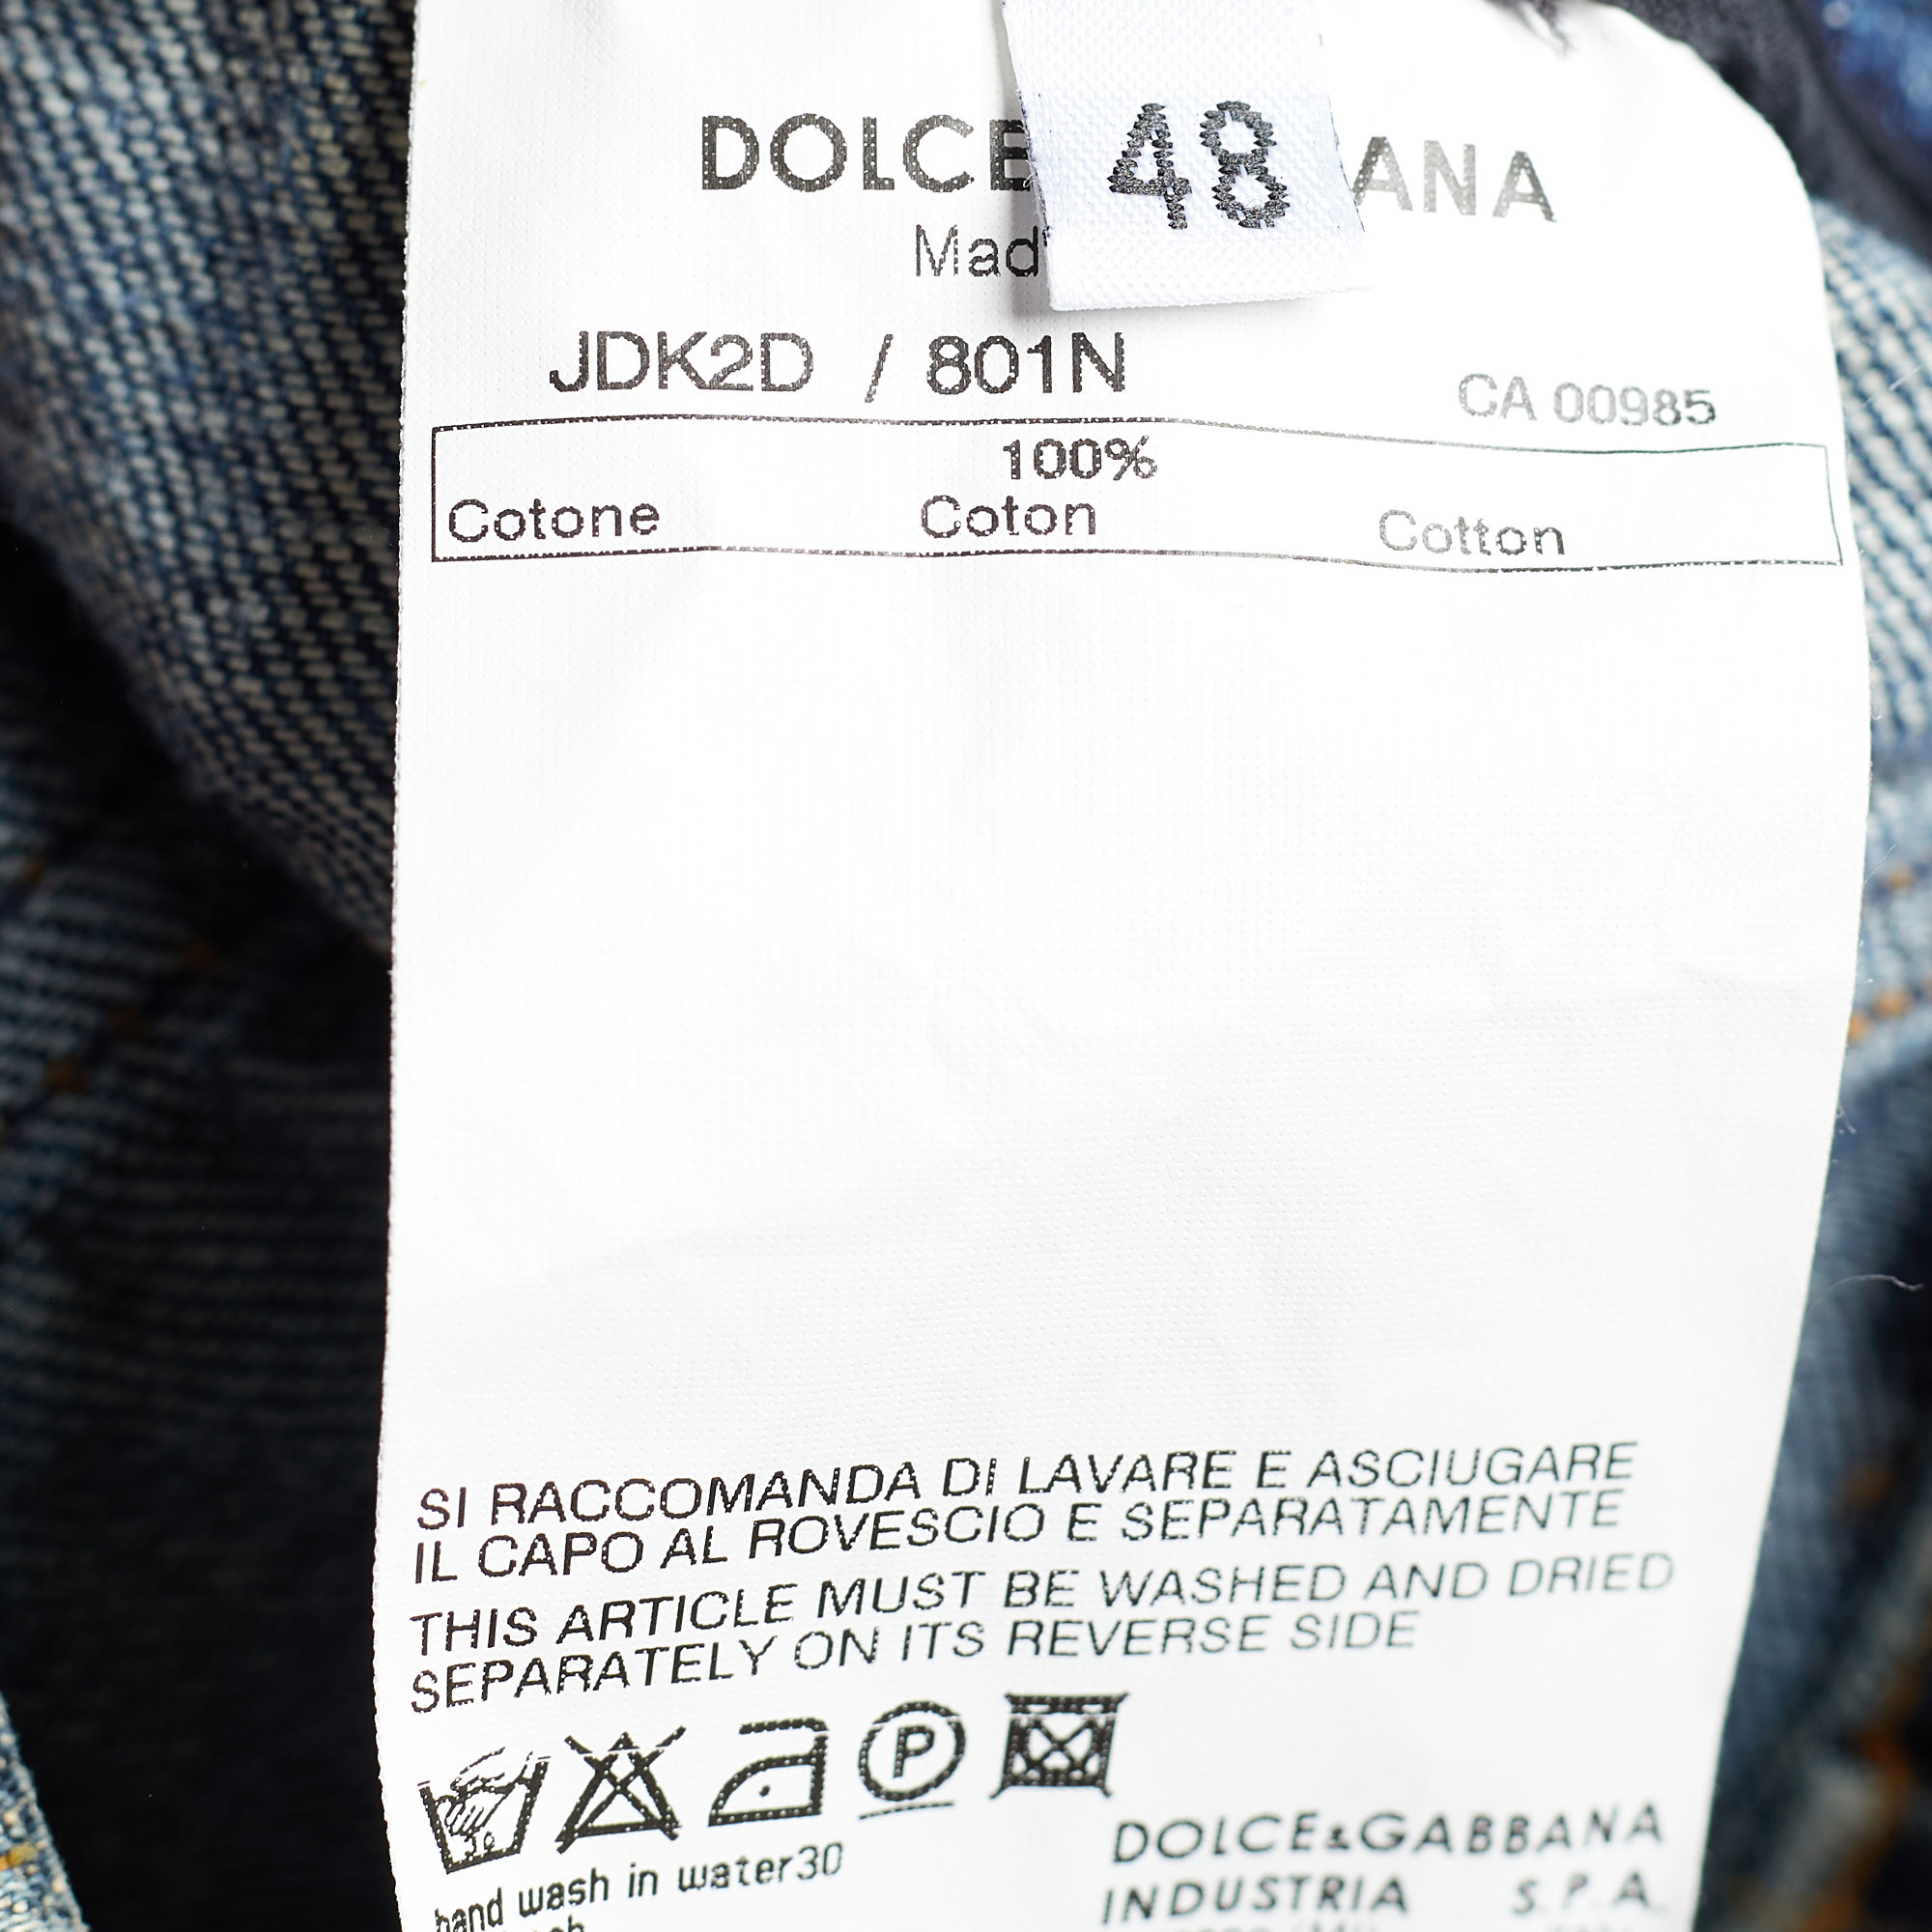 48
DOLCE
JDK2D / 801N
CA 00985
100%
Cotone Coton Cotton
SI RACCOMANDA DI LAVARE E ASCIUGARE
IL CAPO AL ROVESCIO E SEPARATAMENTE
THIS ARTICLE MUST BE WASHED AND DRIED
SEPARATELY ON ITS REVERSE SIDE
P
30
hand wash in water30
DOLCE&GABBANA
INDUSTRIA S.P.A.